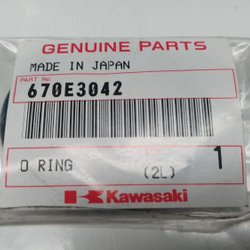 GENUINE PARTS
MADE IN JAPAN
PART No.
670E3042
O RING (2L) 1
Kawasaki